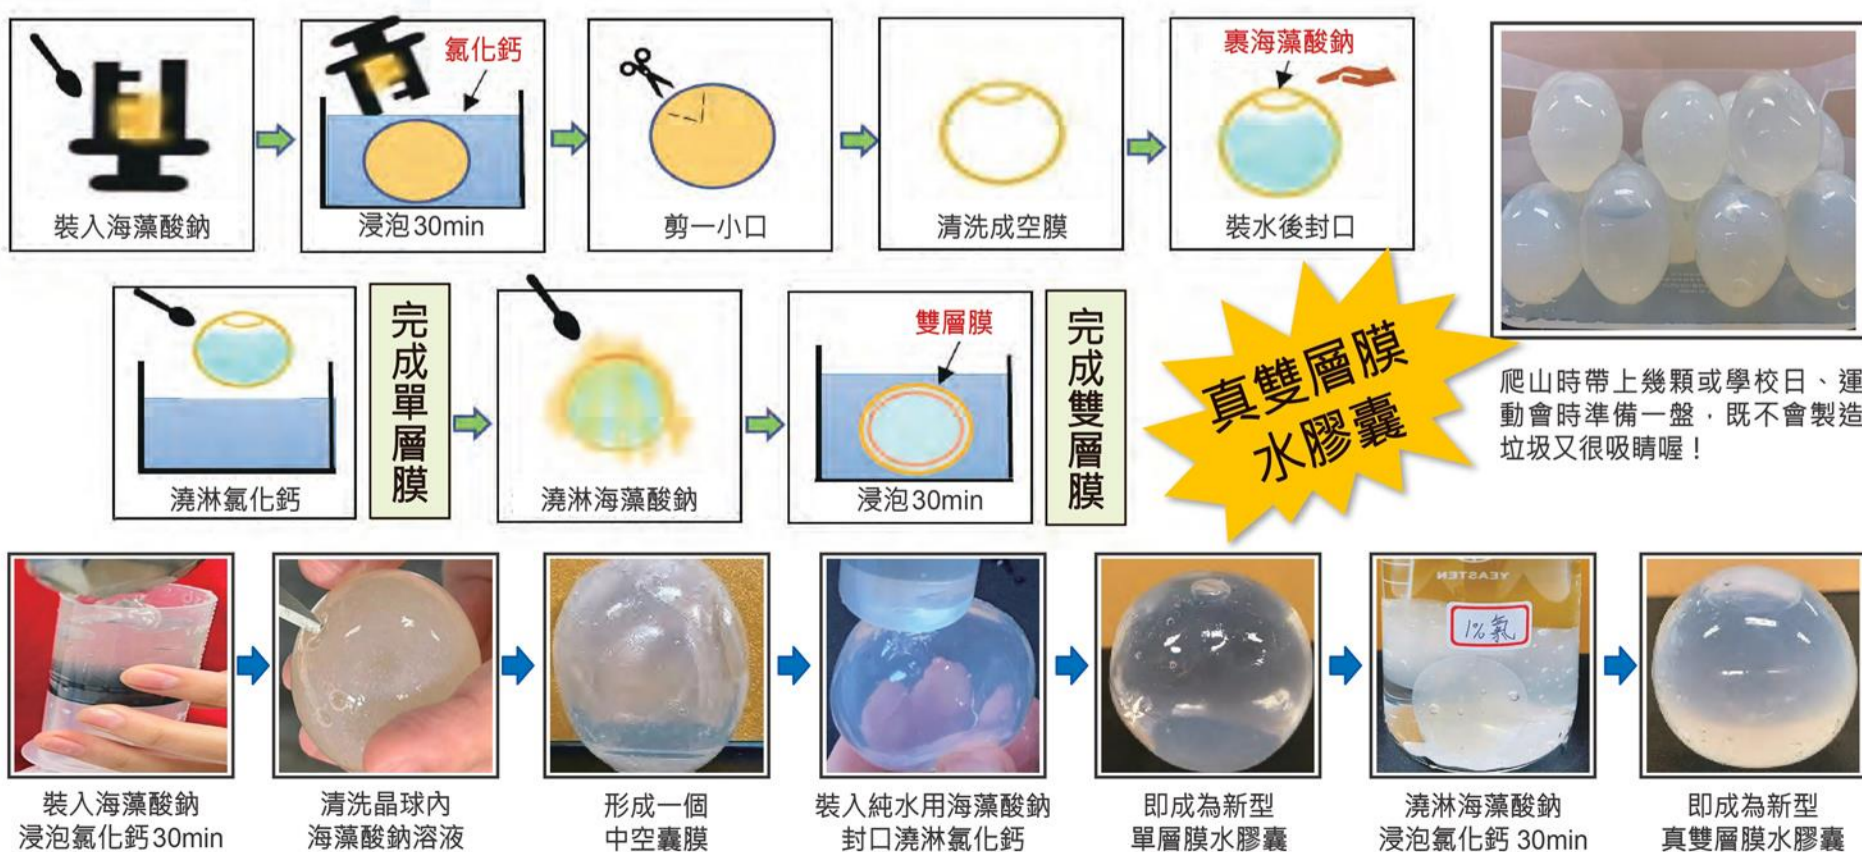 裝入海藻酸鈉
氯化鈣
浸泡30min
剪一小口
清洗成空膜
裹海藻酸鈉
裝水後封口
澆淋氯化鈣
完成單層膜
澆淋海藻酸鈉
雙層膜
浸泡30min
完成雙層膜
真雙層膜
水膠囊
爬山時帶上幾顆或學校日、運
動會時準備一盤，既不會製造
垃圾又很吸睛喔！
裝入海藻酸鈉
浸泡氯化鈣30min
清洗晶球內
海藻酸鈉溶液
形成一個
中空囊膜
裝入純水用海藻酸鈉
封口澆淋氯化鈣
即成為新型
單層膜水膠囊
YEASTEN
1%氯
澆淋海藻酸鈉
浸泡氯化鈣 30min
即成為新型
真雙層膜水膠囊